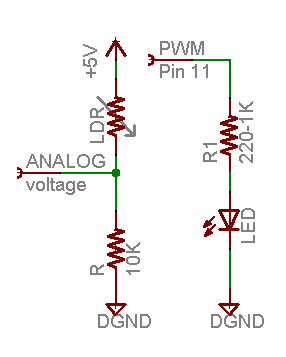 +5V
PWM
Pin 11
LDR
R1
220-1K
ANALOG
voltage
R
10K
LED
DGND
DGND